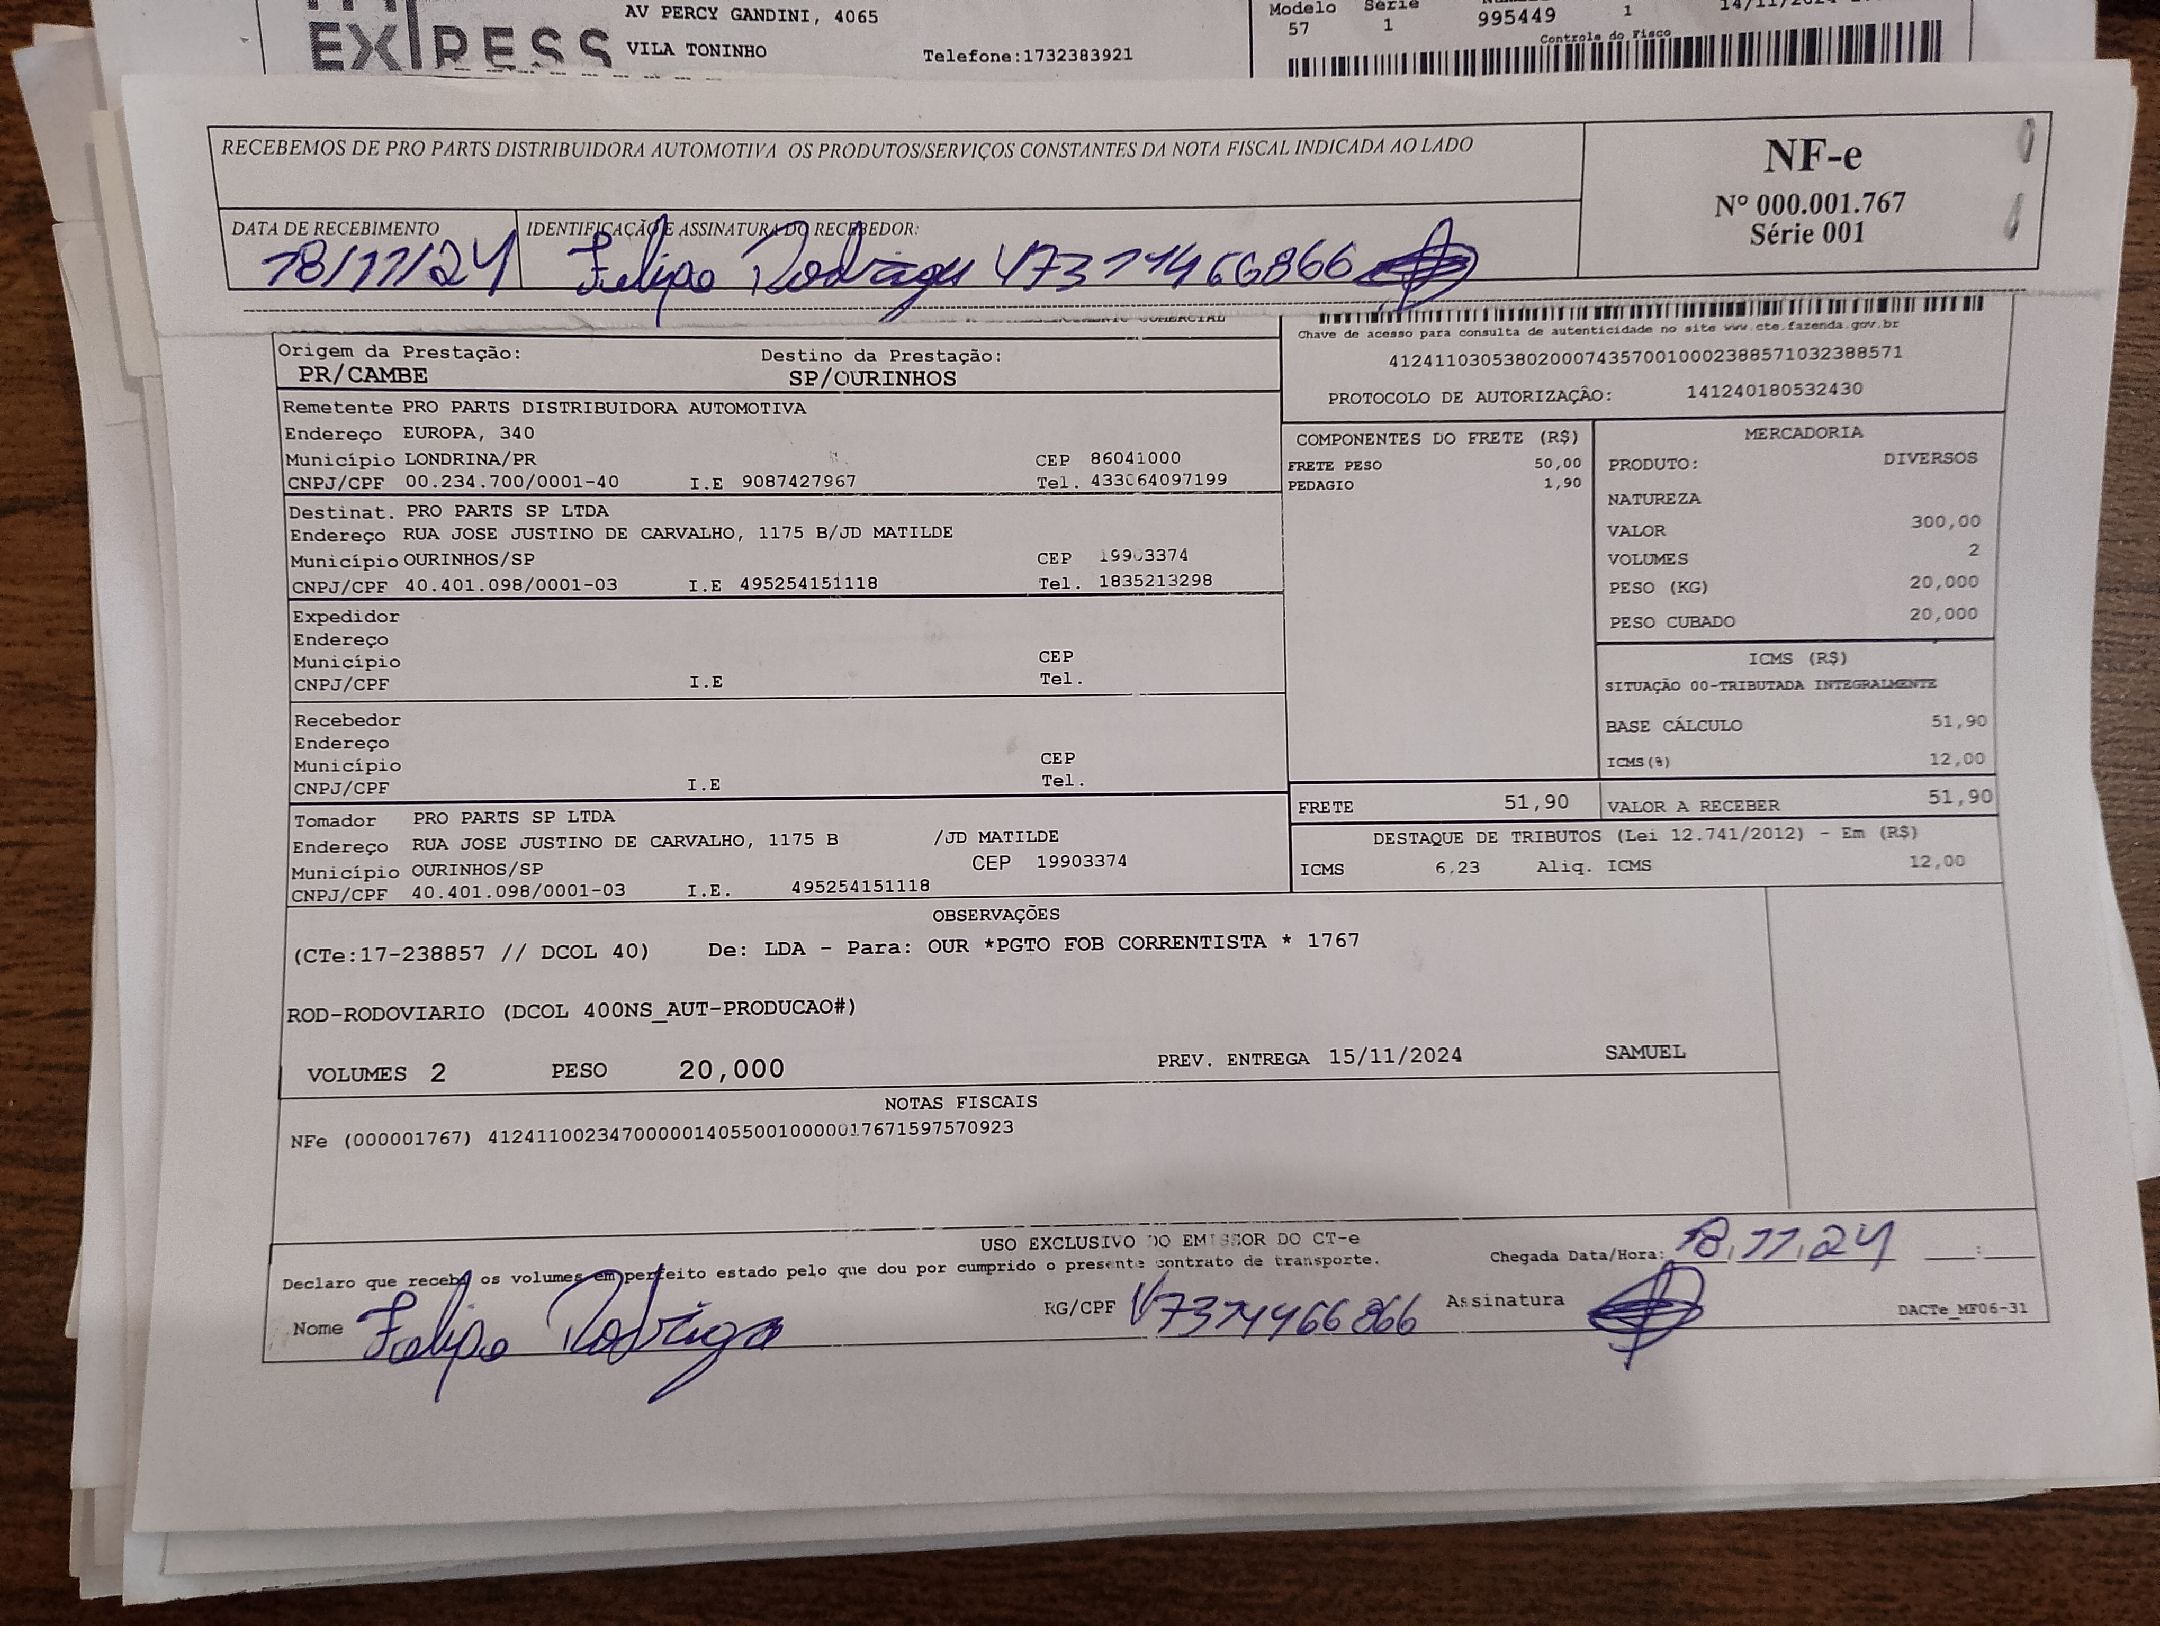 EXPRESS
AV PERCY GANDINI, 4065
VILA TONINHO
Telefone:1732383921
Modelo Série
57 1 995449 1
Controle do Fisco
RECEBEMOS DE PRO PARTS DISTRIBUIDORA AUTOMOTIVA OS PRODUTOS/SERVIÇOS CONSTANTES DA NOTA FISCAL INDICADA AO LADO
NF-e
Nº 000.001.767
Série 001
DATA DE RECEBIMENTO
18/11/24
IDENTIFICAÇÃO E ASSINATURA DO RECEBEDOR:
Felipe Rodrigues 47314466866
Chave de acesso para consulta de autenticidade no site www.cte.fazenda.gov.br
41241103053802000743570010002388571032388571
PROTOCOLO DE AUTORIZAÇÃO: 141240180532430
Origem da Prestação:
PR/CAMBE
Destino da Prestação:
SP/OURINHOS
Remetente PRO PARTS DISTRIBUIDORA AUTOMOTIVA
Endereço EUROPA, 340
Município LONDRINA/PR CEP 86041000
CNPJ/CPF 00.234.700/0001-40 I.E 9087427967 Tel. 433064097199
Destinat. PRO PARTS SP LTDA
Endereço RUA JOSE JUSTINO DE CARVALHO, 1175 B/JD MATILDE
Município OURINHOS/SP CEP 19903374
CNPJ/CPF 40.401.098/0001-03 I.E 495254151118 Tel. 1835213298
Expedidor
Endereço
Município CEP
CNPJ/CPF I.E Tel.
Recebedor
Endereço
Município CEP
CNPJ/CPF I.E Tel.
Tomador PRO PARTS SP LTDA
Endereço RUA JOSE JUSTINO DE CARVALHO, 1175 B /JD MATILDE
Município OURINHOS/SP CEP 19903374
CNPJ/CPF 40.401.098/0001-03 I.E. 495254151118
COMPONENTES DO FRETE (R$)
FRETE PESO 50,00
PEDAGIO 1,90
MERCADORIA
PRODUTO: DIVERSOS
NATUREZA
VALOR 300,00
VOLUMES 2
PESO (KG) 20,000
PESO CUBADO 20,000
ICMS (R$)
SITUAÇÃO 00-TRIBUTADA INTEGRALMENTE
BASE CÁLCULO 51,90
ICMS(%) 12,00
FRETE 51,90 VALOR A RECEBER 51,90
DESTAQUE DE TRIBUTOS (Lei 12.741/2012) - Em (R$)
ICMS 6,23 Aliq. ICMS 12,00
OBSERVAÇÕES
(CTe:17-238857 // DCOL 40) De: LDA - Para: OUR *PGTO FOB CORRENTISTA * 1767
ROD-RODOVIARIO (DCOL 400NS_AUT-PRODUCAO#)
VOLUMES 2 PESO 20,000 PREV. ENTREGA 15/11/2024 SAMUEL
NOTAS FISCAIS
NFe (000001767) 41241100234700000140550010000017671597570923
USO EXCLUSIVO DO EMISSOR DO CT-e
Declaro que recebi os volumes em perfeito estado pelo que dou por cumprido o presente contrato de transporte.
Chegada Data/Hora: 18.11.24 __:__
Nome Felipe Rodrigo RG/CPF 47314466866 Assinatura
DACTe_MF06-31